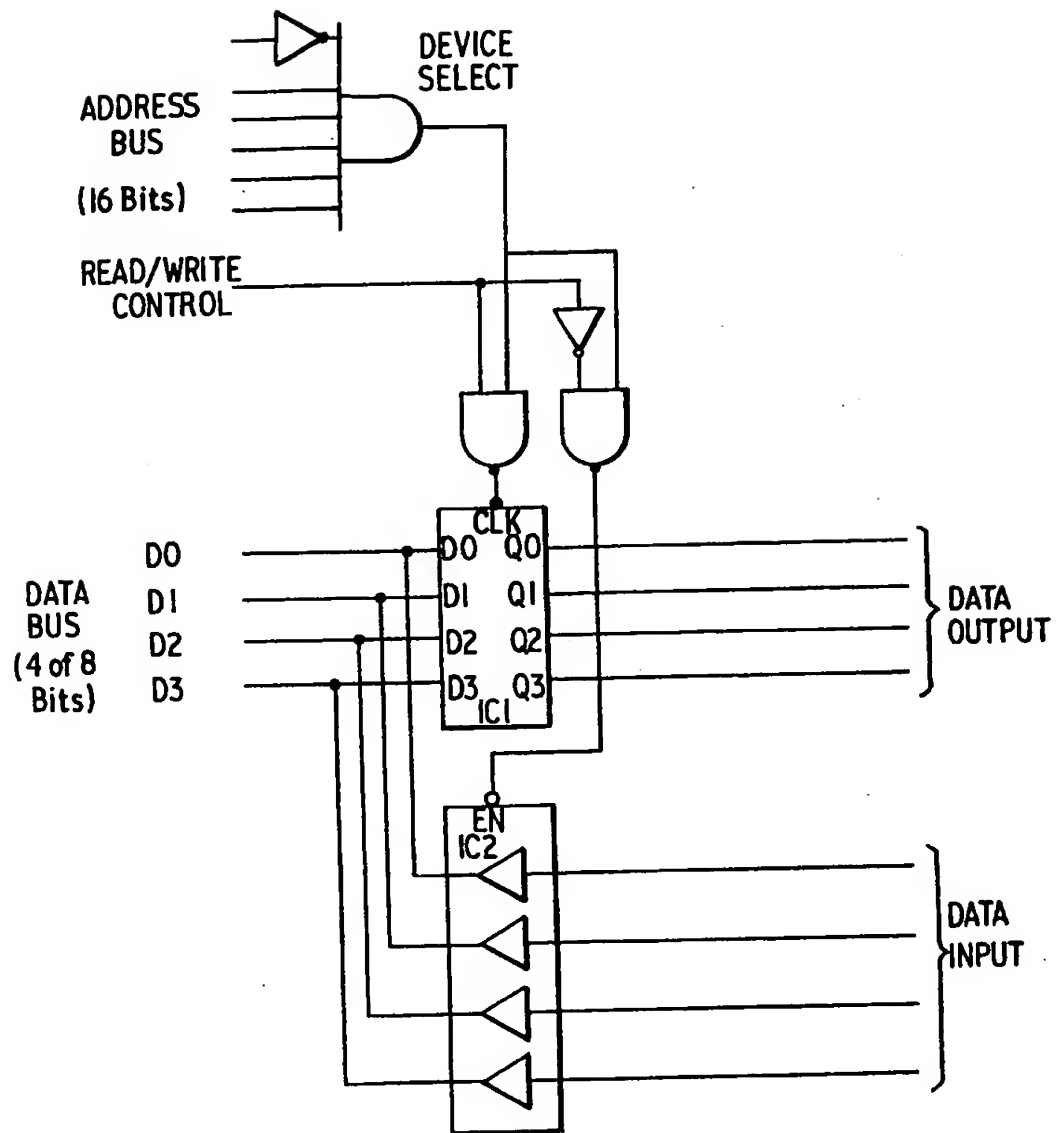 DEVICE
SELECT
ADDRESS
BUS
(16 Bits)
READ/WRITE
CONTROL
CLK
D0
D0
Q0
D1
D1
Q1
D2
D2
Q2
D3
D3
Q3
IC1
DATA
BUS
(4 of 8
Bits)
DATA
OUTPUT
EN
IC2
DATA
INPUT